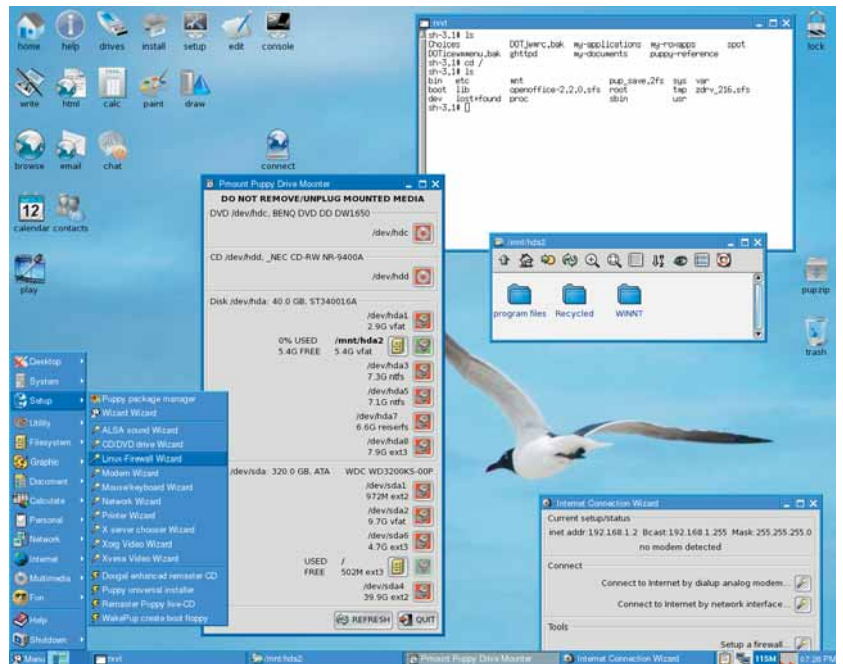 home help drives install setup edit console
lock
write html calc paint draw
browse email chat
connect
12
calendar contacts
play
pupzip
trash
rxvt
sh-3.1# ls
Choices DOTjwmrc,bak my-applications my-roxapps spot
DOTicewmmenu,bak ghttpd my-documents puppy-reference
sh-3.1# cd /
sh-3.1# ls
bin etc mnt pup_save.2fs sys var
boot lib openoffice-2.2.0.sfs root tmp zdrv_216.sfs
dev lost+found proc sbin usr
sh-3.1#
Pmount Puppy Drive Mounter
DO NOT REMOVE/UNPLUG MOUNTED MEDIA
DVD /dev/hdc, BENQ DVD DD DW1650
/dev/hdc
CD /dev/hdd, _NEC CD-RW NR-9400A
/dev/hdd
Disk /dev/hda: 40.0 GB, ST340016A
/dev/hda1
2.9G vfat
0% USED /mnt/hda2
5.4G FREE 5.4G vfat
/dev/hda3
7.3G ntfs
/dev/hda5
7.1G ntfs
/dev/hda7
6.6G reiserfs
/dev/hda8
7.9G ext3
/dev/sda: 320.0 GB, ATA WDC WD3200KS-00P
/dev/sda1
972M ext2
/dev/sda2
9.7G vfat
/dev/sda6
4.7G ext3
USED /
FREE 502M ext3
/dev/sda4
39.9G ext2
REFRESH QUIT
/mnt/hda2
program files Recycled WINNT
Internet Connection Wizard
Current setup/status
inet addr:192.168.1.2 Bcast:192.168.1.255 Mask:255.255.255.0
no modem detected
Connect
Connect to Internet by dialup analog modem...
Connect to Internet by network interface...
Tools
Setup a firewall...
Desktop
System
Setup
Utility
Filesystem
Graphic
Document
Calculate
Personal
Network
Internet
Multimedia
Fun
Help
Shutdown
Puppy package manager
Wizard Wizard
ALSA sound Wizard
CD/DVD drive Wizard
Linux-Firewall Wizard
Modem Wizard
Mouse/keyboard Wizard
Network Wizard
Printer Wizard
X server chooser Wizard
Xorg Video Wizard
Xvesa Video Wizard
Dougal enhanced remaster CD
Puppy universal installer
Remaster Puppy live-CD
WakePup create boot floppy
Menu rxvt /mnt/hda2 Pmount Puppy Drive Mounter Internet Connection Wizard 115M 07:28 PM